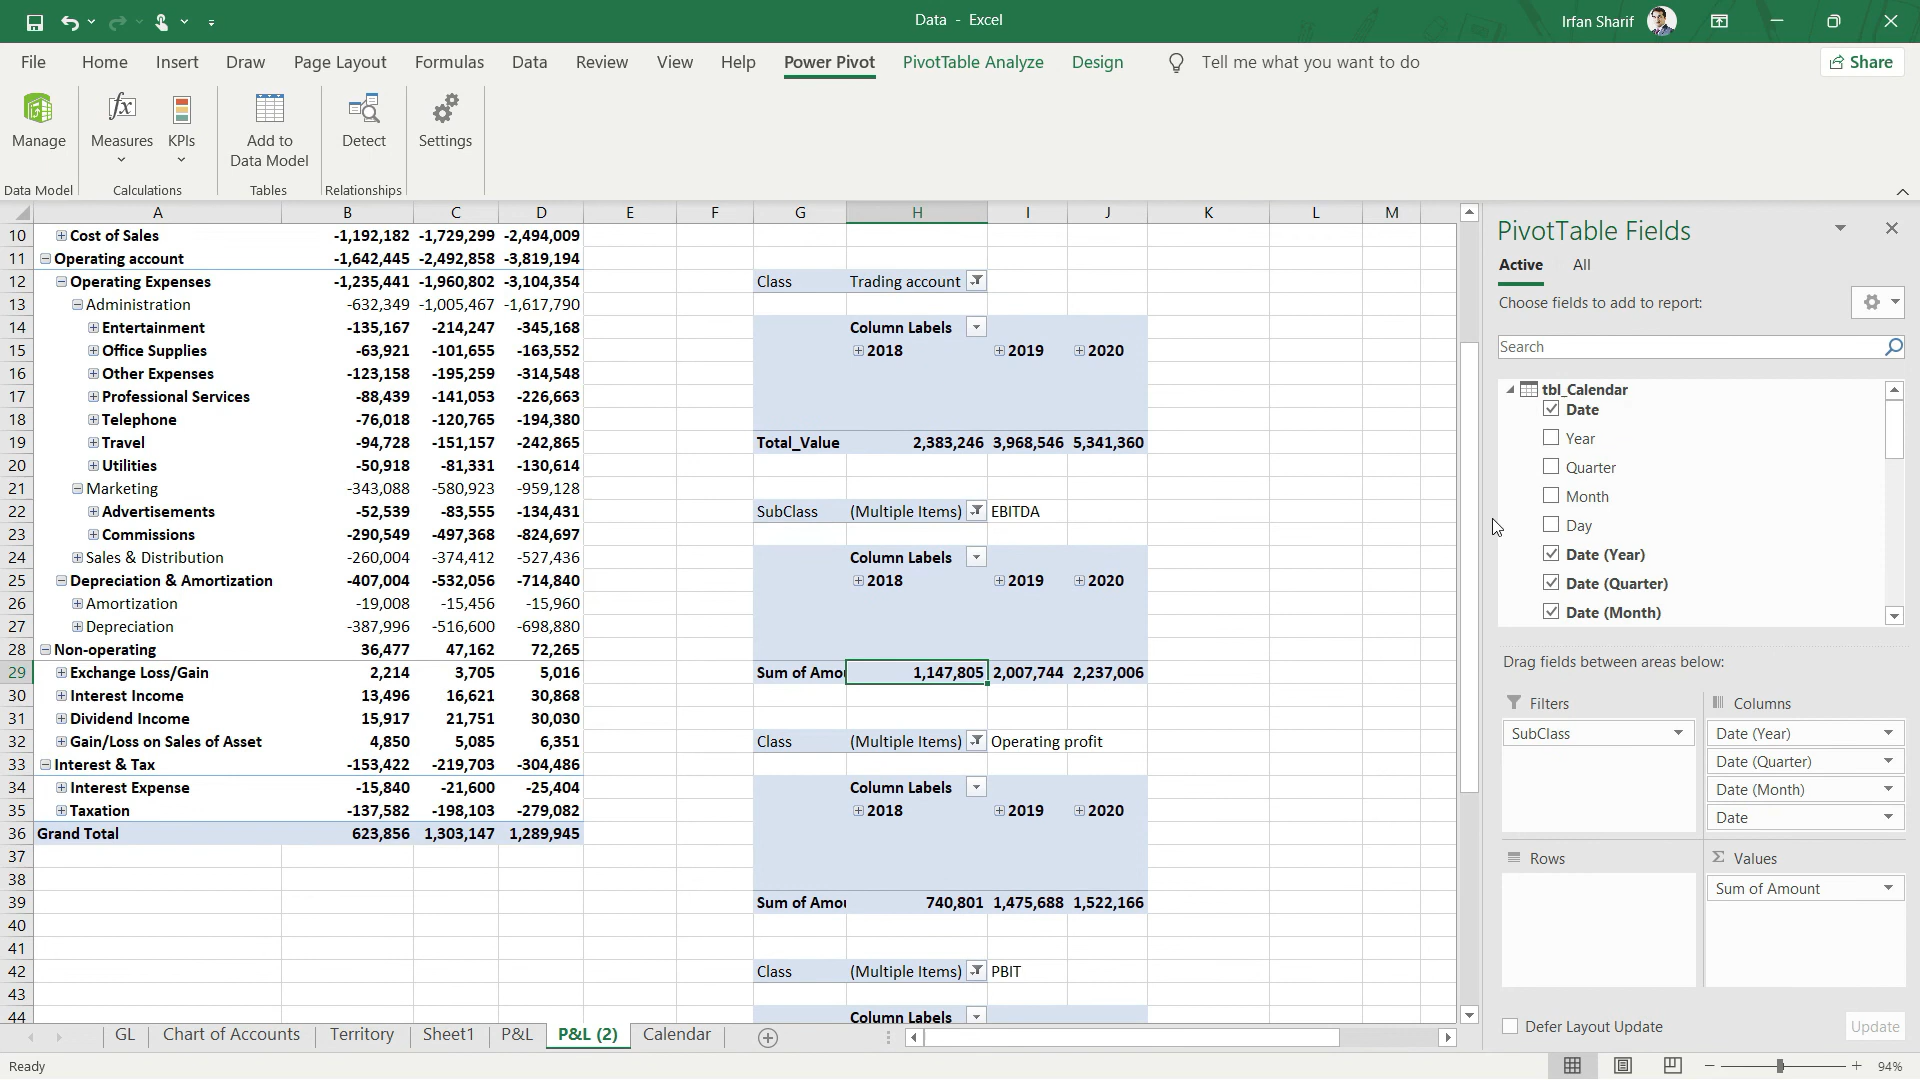 Data - Excel
Irfan Sharif
File Home Insert Draw Page Layout Formulas Data Review View Help Power Pivot PivotTable Analyze Design Tell me what you want to do Share
Manage
Measures
KPIs
Add to
Data Model
Detect
Settings
Data Model
Calculations
Tables
Relationships
A B C D E F G H I J K L M
10 Cost of Sales -1,192,182 -1,729,299 -2,494,009
11 Operating account -1,642,445 -2,492,858 -3,819,194
12 Operating Expenses -1,235,441 -1,960,802 -3,104,354 Class Trading account
13 Administration -632,349 -1,005,467 -1,617,790
14 Entertainment -135,167 -214,247 -345,168 Column Labels
15 Office Supplies -63,921 -101,655 -163,552 2018 2019 2020
16 Other Expenses -123,158 -195,259 -314,548
17 Professional Services -88,439 -141,053 -226,663
18 Telephone -76,018 -120,765 -194,380
19 Travel -94,728 -151,157 -242,865 Total_Value 2,383,246 3,968,546 5,341,360
20 Utilities -50,918 -81,331 -130,614
21 Marketing -343,088 -580,923 -959,128
22 Advertisements -52,539 -83,555 -134,431 SubClass (Multiple Items) EBITDA
23 Commissions -290,549 -497,368 -824,697
24 Sales & Distribution -260,004 -374,412 -527,436 Column Labels
25 Depreciation & Amortization -407,004 -532,056 -714,840 2018 2019 2020
26 Amortization -19,008 -15,456 -15,960
27 Depreciation -387,996 -516,600 -698,880
28 Non-operating 36,477 47,162 72,265
29 Exchange Loss/Gain 2,214 3,705 5,016 Sum of Amou 1,147,805 2,007,744 2,237,006
30 Interest Income 13,496 16,621 30,868
31 Dividend Income 15,917 21,751 30,030
32 Gain/Loss on Sales of Asset 4,850 5,085 6,351 Class (Multiple Items) Operating profit
33 Interest & Tax -153,422 -219,703 -304,486
34 Interest Expense -15,840 -21,600 -25,404 Column Labels
35 Taxation -137,582 -198,103 -279,082 2018 2019 2020
36 Grand Total 623,856 1,303,147 1,289,945
37
38
39 Sum of Amou 740,801 1,475,688 1,522,166
40
41
42 Class (Multiple Items) PBIT
43
44 Column Labels
GL Chart of Accounts Territory Sheet1 P&L P&L (2) Calendar
Ready
94%
PivotTable Fields
Active All
Choose fields to add to report:
Search
tbl_Calendar
Date
Year
Quarter
Month
Day
Date (Year)
Date (Quarter)
Date (Month)
Drag fields between areas below:
Filters
SubClass
Columns
Date (Year)
Date (Quarter)
Date (Month)
Date
Rows
Values
Sum of Amount
Defer Layout Update
Update